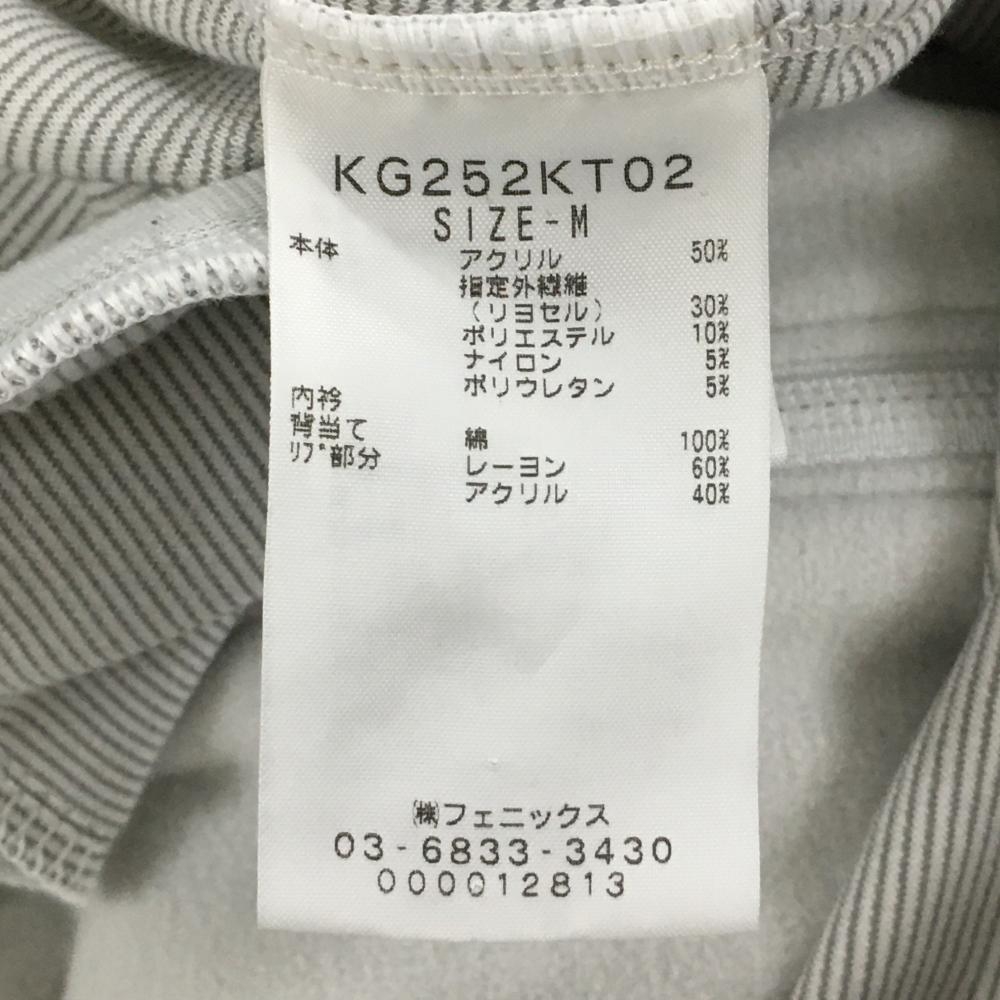 KG252KT02
SIZE-M
本体 アクリル 50%
指定外繊維
(リヨセル) 30%
ポリエステル 10%
ナイロン 5%
ポリウレタン 5%
内衿
背当て 綿 100%
リブ部分 レーヨン 60%
アクリル 40%
㈱フェニックス
03-6833-3430
000012813